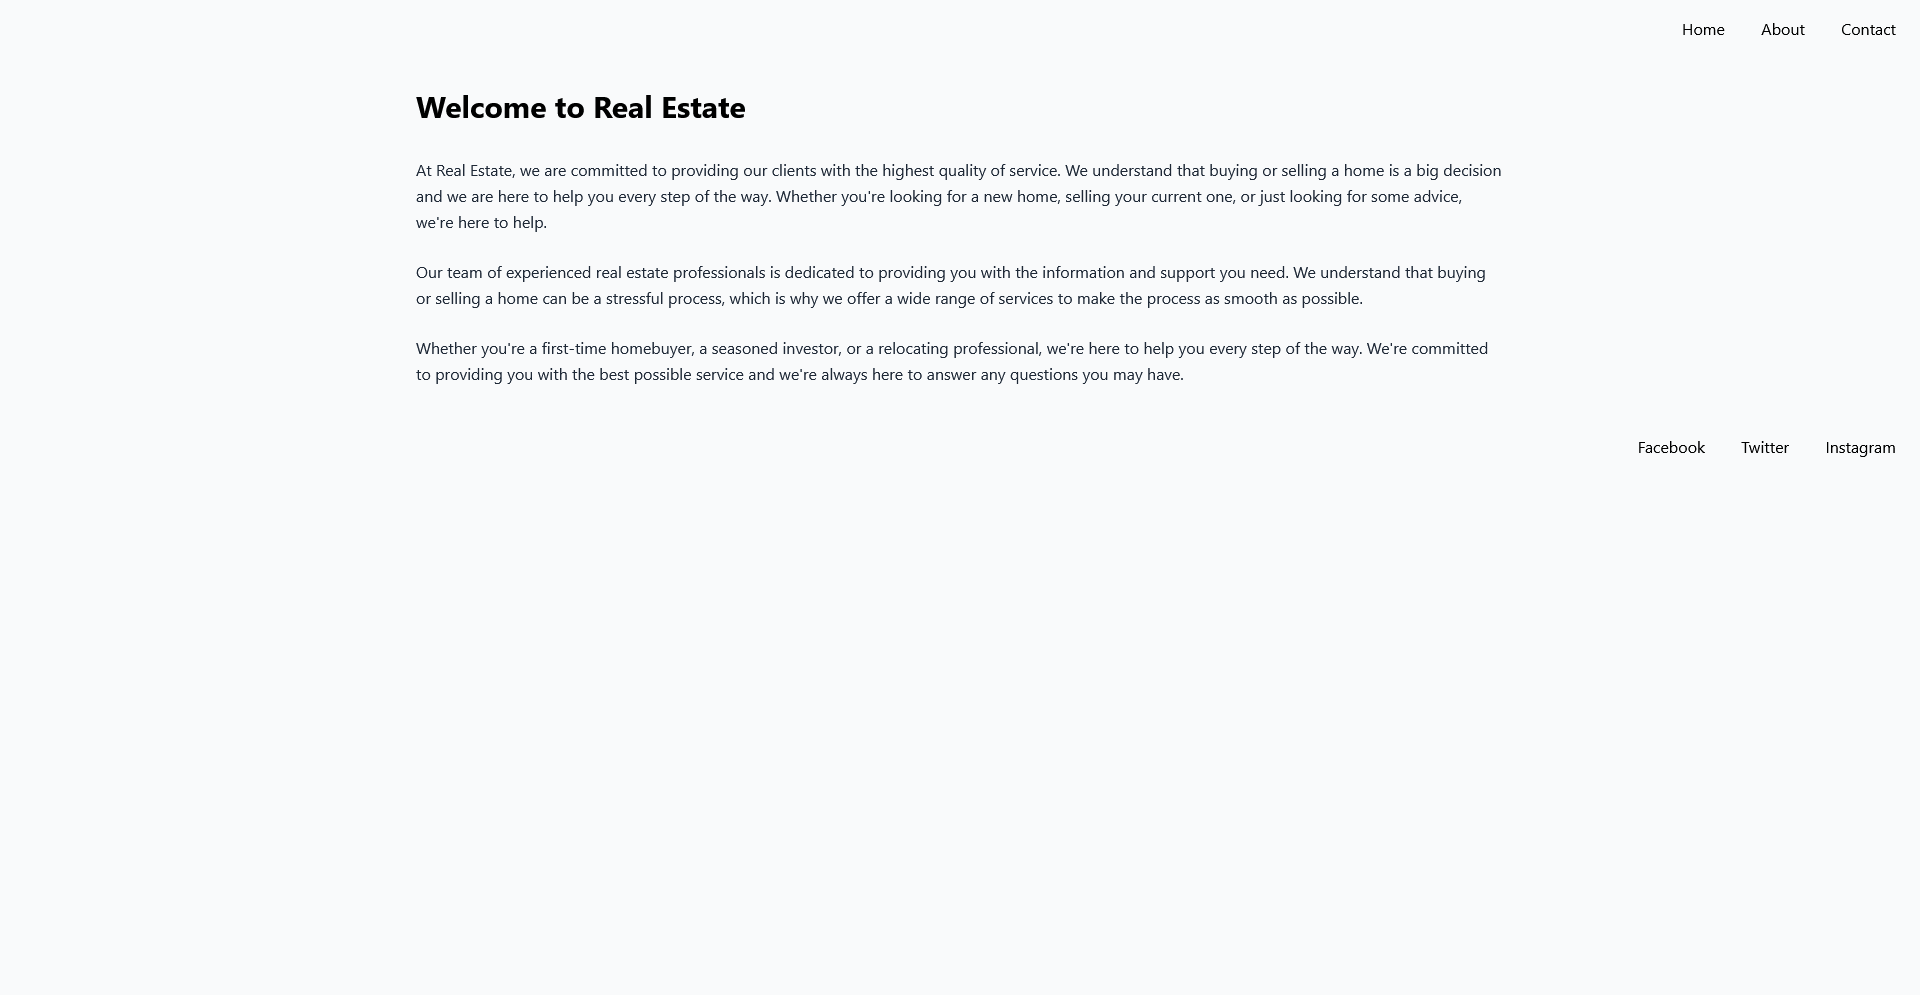 Home About Contact
Welcome to Real Estate
At Real Estate, we are committed to providing our clients with the highest quality of service. We understand that buying or selling a home is a big decision
and we are here to help you every step of the way. Whether you're looking for a new home, selling your current one, or just looking for some advice,
we're here to help.
Our team of experienced real estate professionals is dedicated to providing you with the information and support you need. We understand that buying
or selling a home can be a stressful process, which is why we offer a wide range of services to make the process as smooth as possible.
Whether you're a first-time homebuyer, a seasoned investor, or a relocating professional, we're here to help you every step of the way. We're committed
to providing you with the best possible service and we're always here to answer any questions you may have.
Facebook Twitter Instagram